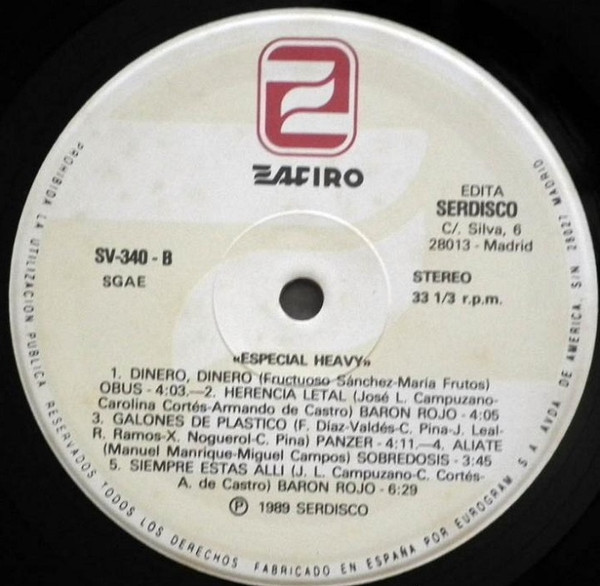 ZAFIRO
EDITA
SERDISCO
C/. Silva, 6
28013 - Madrid
SV-340 - B
SGAE
STEREO
33 1/3 r.p.m.
«ESPECIAL HEAVY»
1. DINERO, DINERO (Fructuoso Sánchez-María Frutos)
OBUS - 4:03.—2. HERENCIA LETAL (José L. Campuzano-
Carolina Cortés-Armando de Castro) BARON ROJO - 4:05
3. GALONES DE PLASTICO (F. Díaz-Valdés-C. Pina-J. Leal-
R. Ramos-X. Noguerol-C. Pina) PANZER - 4:11.—4. ALIATE
(Manuel Manrique-Miguel Campos) SOBREDOSIS - 3:45
5. SIEMPRE ESTAS ALLI (J. L. Campuzano-C. Cortés-
A. de Castro) BARON ROJO - 6:29
Ⓟ 1989 SERDISCO
PROHIBIDA LA UTILIZACION PUBLICA RESERVADOS TODOS LOS DERECHOS FABRICADO EN ESPAÑA POR EUROGRAM S A AVDA DE AMERICA, S/N 28027 MADRID